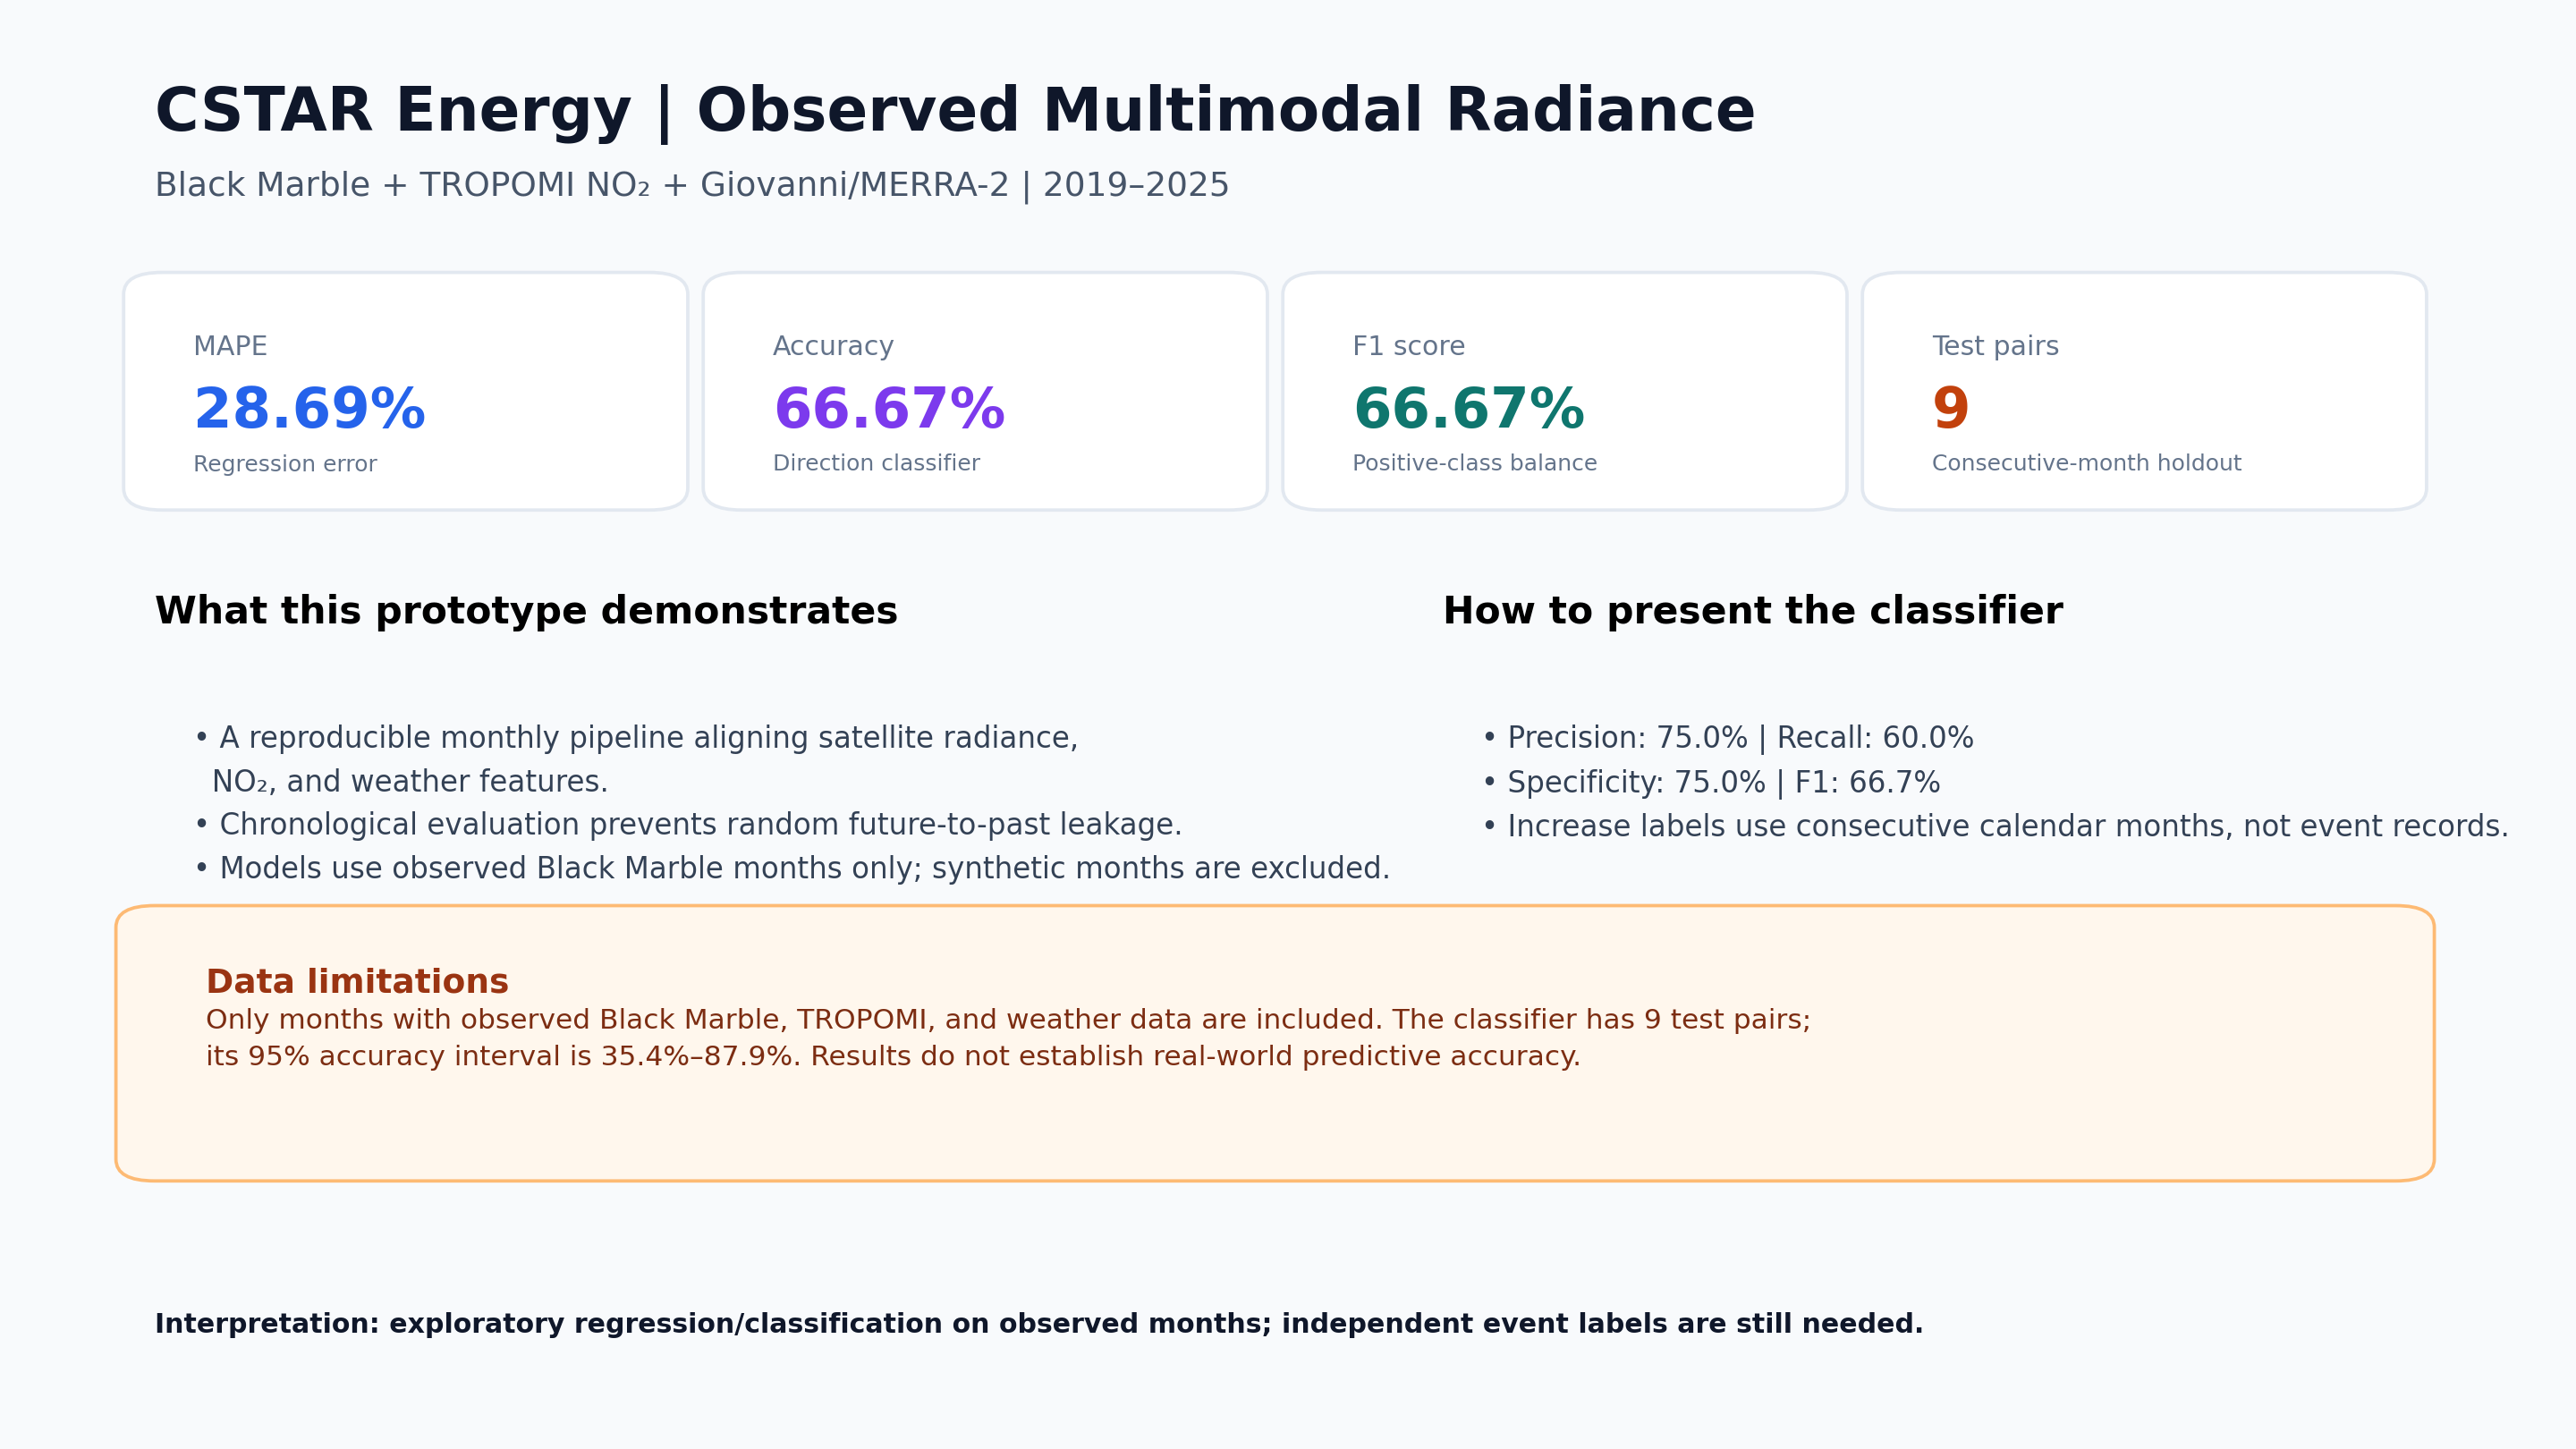 CSTAR Energy | Observed Multimodal Radiance
Black Marble + TROPOMI NO₂ + Giovanni/MERRA-2 | 2019–2025
MAPE
28.69%
Regression error
Accuracy
66.67%
Direction classifier
F1 score
66.67%
Positive-class balance
Test pairs
9
Consecutive-month holdout
What this prototype demonstrates
• A reproducible monthly pipeline aligning satellite radiance,
NO₂, and weather features.
• Chronological evaluation prevents random future-to-past leakage.
• Models use observed Black Marble months only; synthetic months are excluded.
How to present the classifier
• Precision: 75.0% | Recall: 60.0%
• Specificity: 75.0% | F1: 66.7%
• Increase labels use consecutive calendar months, not event records.
Data limitations
Only months with observed Black Marble, TROPOMI, and weather data are included. The classifier has 9 test pairs;
its 95% accuracy interval is 35.4%–87.9%. Results do not establish real-world predictive accuracy.
Interpretation: exploratory regression/classification on observed months; independent event labels are still needed.